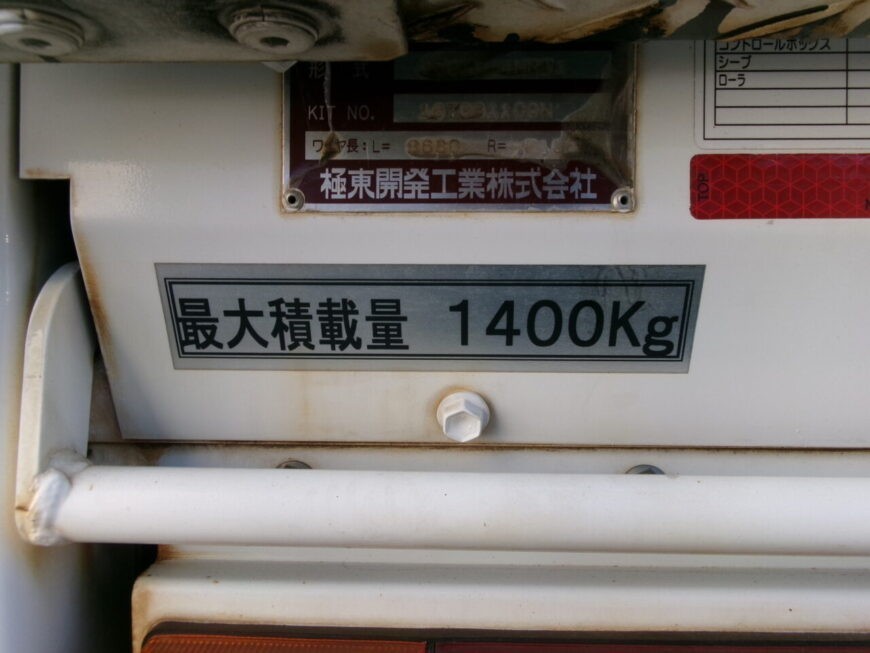 コントロールボックス
シーブ
ローラ
形 式
KIT NO.
ワイヤ長:L= R=
極東開発工業株式会社
TOP
最大積載量 1400Kg